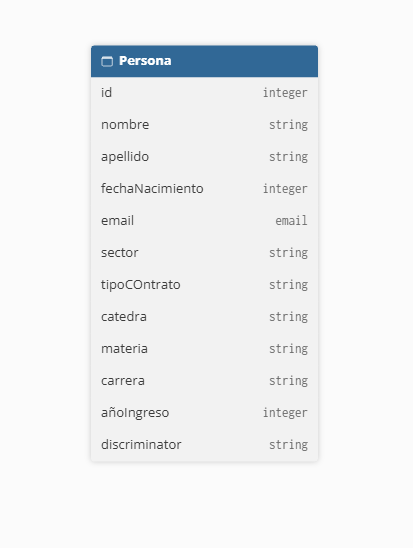 Persona
id integer
nombre string
apellido string
fechaNacimiento integer
email email
sector string
tipoCOntrato string
catedra string
materia string
carrera string
añoIngreso integer
discriminator string